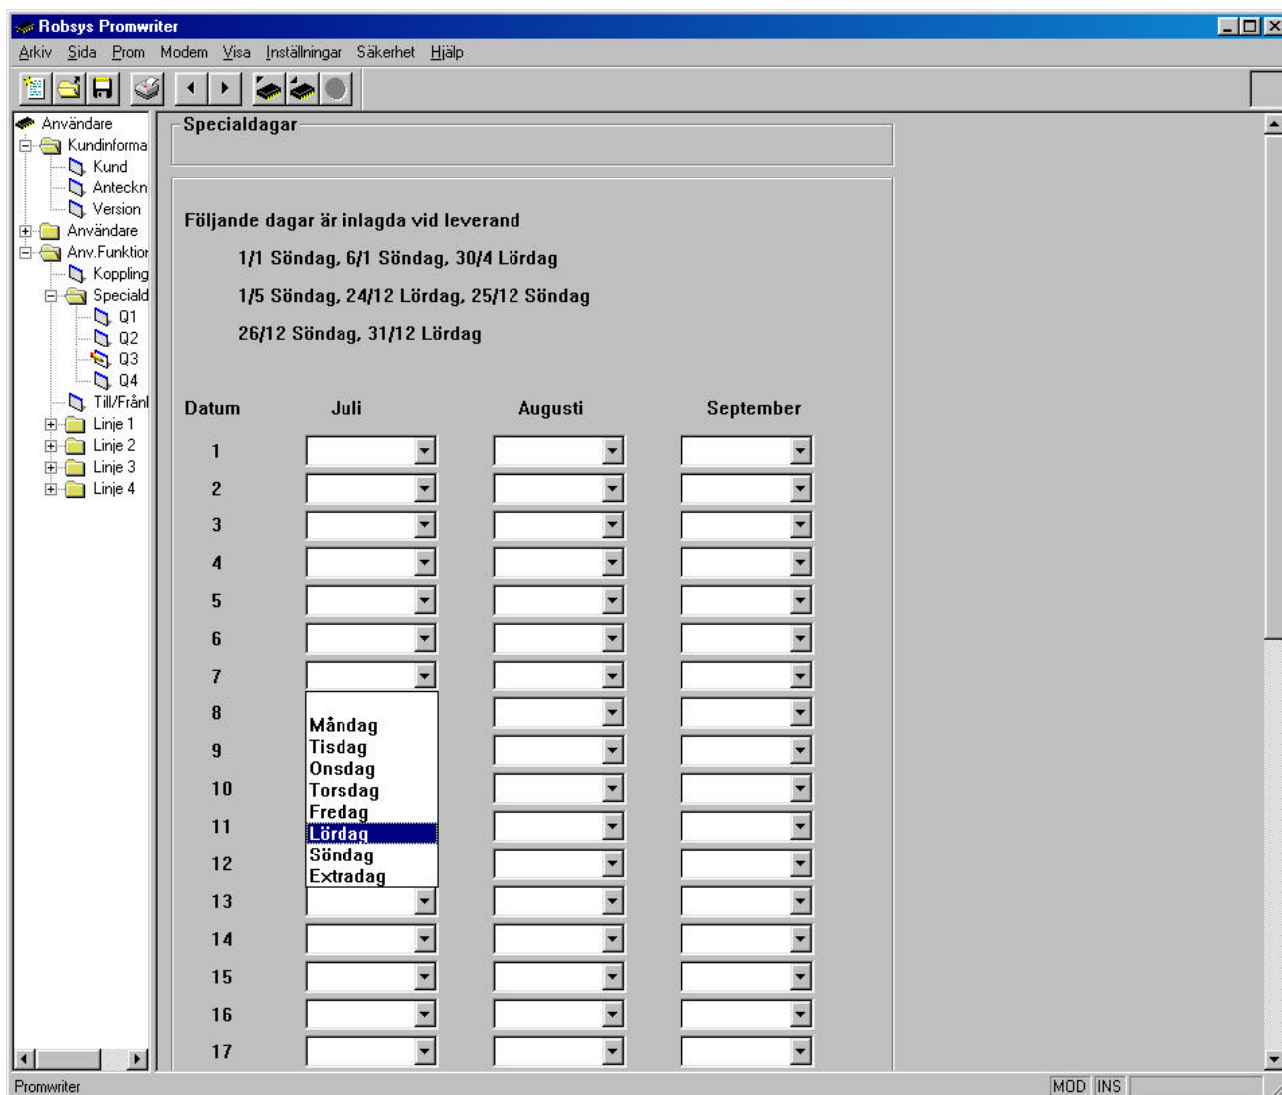 Robsys Promwriter
Arkiv Sida Prom Modem Visa Inställningar Säkerhet Hjälp
Användare
Kundinforma
Kund
Anteckn
Version
Användare
Anv.Funktion
Koppling
Speciald
Q1
Q2
Q3
Q4
Till/Frånl
Linje 1
Linje 2
Linje 3
Linje 4
Specialdagar
Följande dagar är inlagda vid leverand
1/1 Söndag, 6/1 Söndag, 30/4 Lördag
1/5 Söndag, 24/12 Lördag, 25/12 Söndag
26/12 Söndag, 31/12 Lördag
Datum Juli Augusti September
1
2
3
4
5
6
7
8
Måndag
9
Tisdag
Onsdag
10
Torsdag
Fredag
11
Lördag
12
Söndag
Extradag
13
14
15
16
17
Promwriter MOD INS